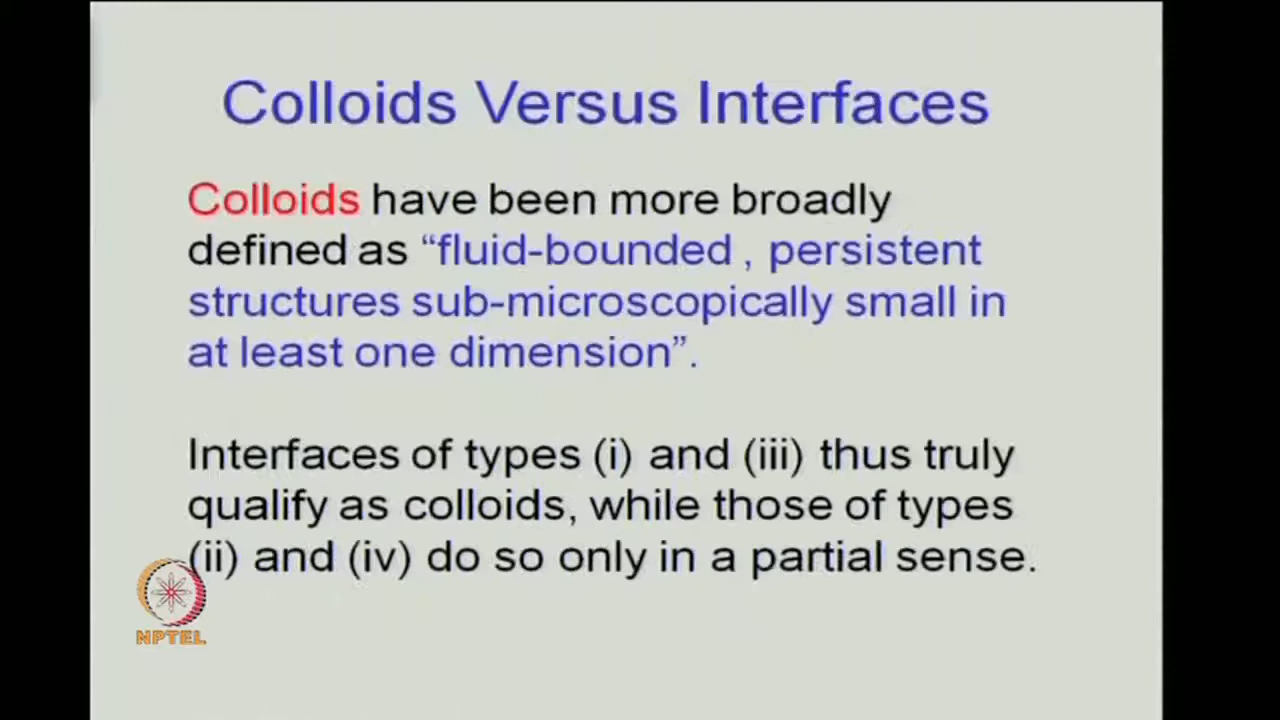 Colloids Versus Interfaces
Colloids have been more broadly
defined as “fluid-bounded , persistent
structures sub-microscopically small in
at least one dimension”.
Interfaces of types (i) and (iii) thus truly
qualify as colloids, while those of types
(ii) and (iv) do so only in a partial sense.
NPTEL